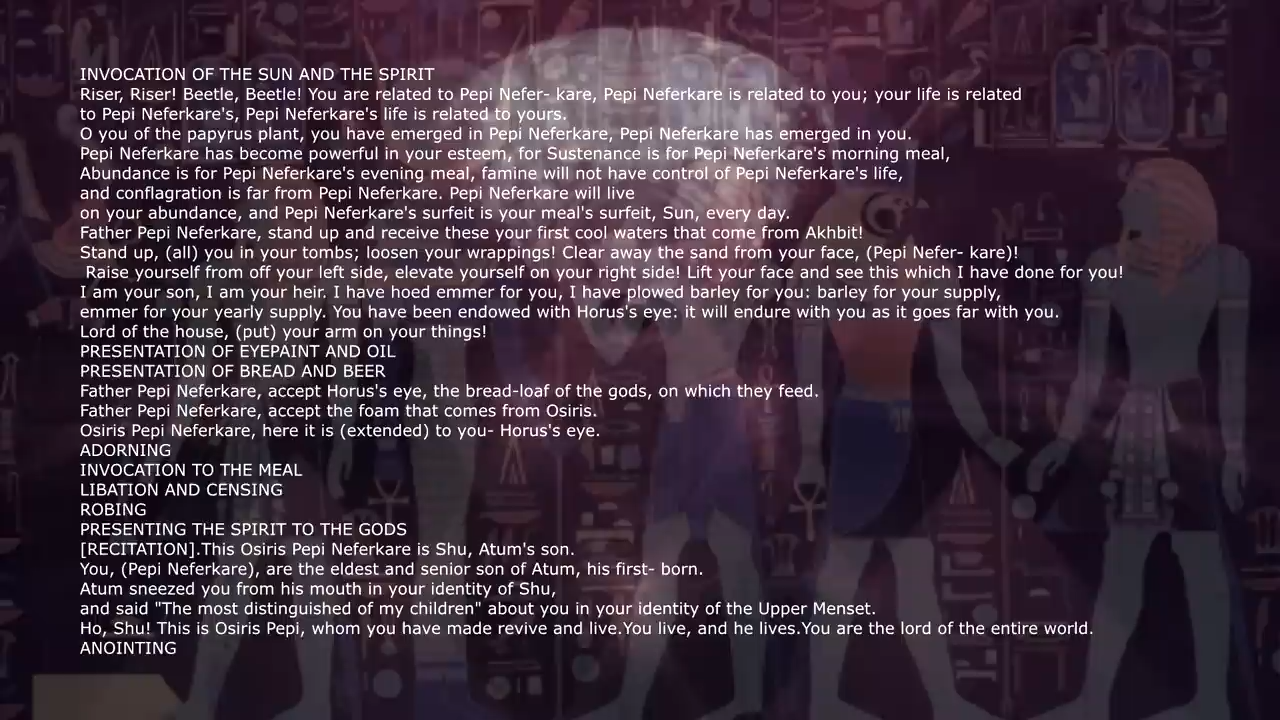 INVOCATION OF THE SUN AND THE SPIRIT
Riser, Riser! Beetle, Beetle! You are related to Pepi Nefer- kare, Pepi Neferkare is related to you; your life is related
to Pepi Neferkare's, Pepi Neferkare's life is related to yours.
O you of the papyrus plant, you have emerged in Pepi Neferkare, Pepi Neferkare has emerged in you.
Pepi Neferkare has become powerful in your esteem, for Sustenance is for Pepi Neferkare's morning meal,
Abundance is for Pepi Neferkare's evening meal, famine will not have control of Pepi Neferkare's life,
and conflagration is far from Pepi Neferkare. Pepi Neferkare will live
on your abundance, and Pepi Neferkare's surfeit is your meal's surfeit, Sun, every day.
Father Pepi Neferkare, stand up and receive these your first cool waters that come from Akhbit!
Stand up, (all) you in your tombs; loosen your wrappings! Clear away the sand from your face, (Pepi Nefer- kare)!
Raise yourself from off your left side, elevate yourself on your right side! Lift your face and see this which I have done for you!
I am your son, I am your heir. I have hoed emmer for you, I have plowed barley for you: barley for your supply,
emmer for your yearly supply. You have been endowed with Horus's eye: it will endure with you as it goes far with you.
Lord of the house, (put) your arm on your things!
PRESENTATION OF EYEPAINT AND OIL
PRESENTATION OF BREAD AND BEER
Father Pepi Neferkare, accept Horus's eye, the bread-loaf of the gods, on which they feed.
Father Pepi Neferkare, accept the foam that comes from Osiris.
Osiris Pepi Neferkare, here it is (extended) to you- Horus's eye.
ADORNING
INVOCATION TO THE MEAL
LIBATION AND CENSING
ROBING
PRESENTING THE SPIRIT TO THE GODS
[RECITATION].This Osiris Pepi Neferkare is Shu, Atum's son.
You, (Pepi Neferkare), are the eldest and senior son of Atum, his first- born.
Atum sneezed you from his mouth in your identity of Shu,
and said "The most distinguished of my children" about you in your identity of the Upper Menset.
Ho, Shu! This is Osiris Pepi, whom you have made revive and live.You live, and he lives.You are the lord of the entire world.
ANOINTING